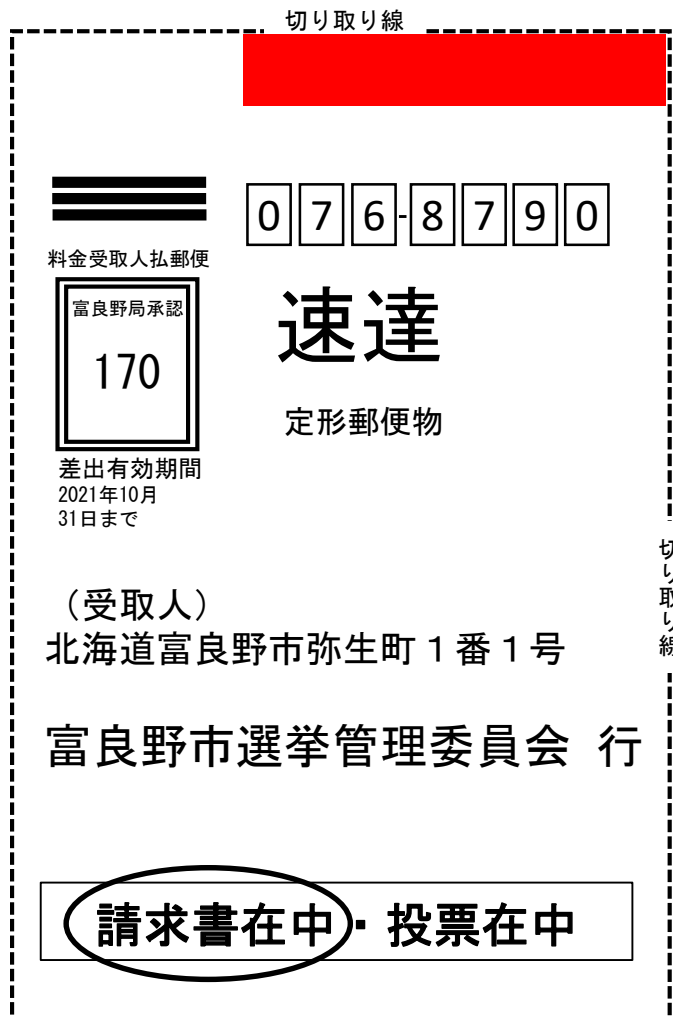 切り取り線
076-8790
料金受取人払郵便
富良野局承認
170
速達
定形郵便物
差出有効期間
2021年10月
31日まで
切り取り線
（受取人）
北海道富良野市弥生町１番１号
富良野市選挙管理委員会 行
請求書在中・投票在中